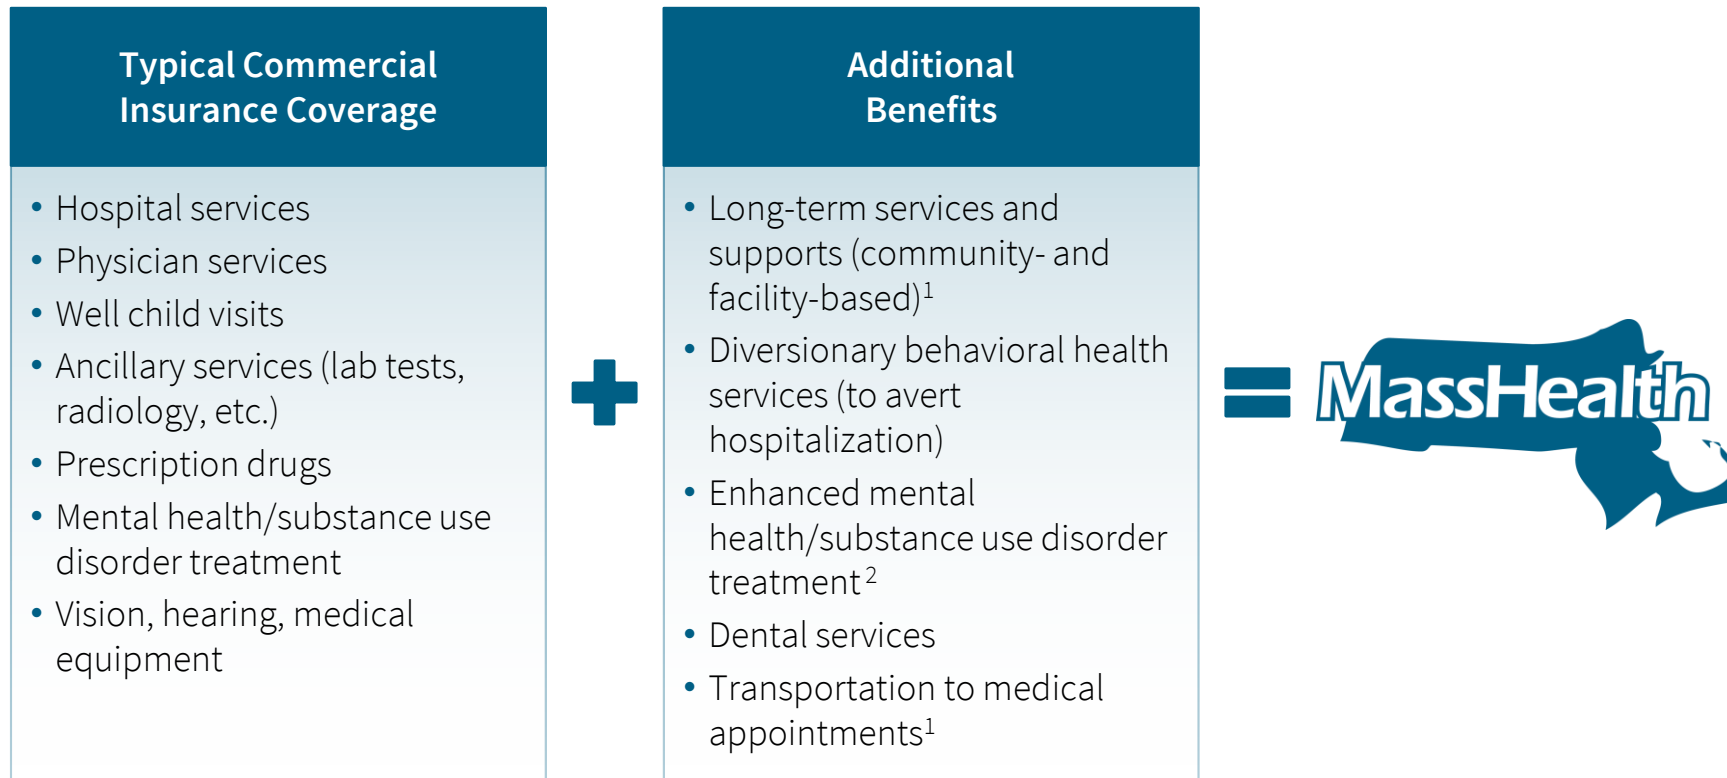 Typical Commercial
Insurance Coverage
• Hospital services
• Physician services
• Well child visits
• Ancillary services (lab tests,
radiology, etc.)
• Prescription drugs
• Mental health/substance use
disorder treatment
• Vision, hearing, medical
equipment
Additional
Benefits
• Long-term services and
supports (community- and
facility-based)¹
• Diversionary behavioral health
services (to avert
hospitalization)
• Enhanced mental
health/substance use disorder
treatment²
• Dental services
• Transportation to medical
appointments¹
MassHealth